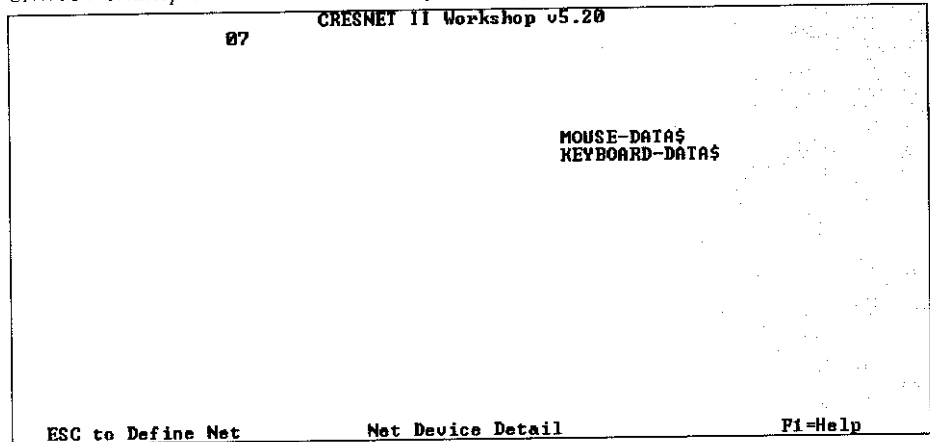 CRESNET II Workshop v5.20
07
MOUSE-DATA$
KEYBOARD-DATA$
ESC to Define Net Net Device Detail F1=Help